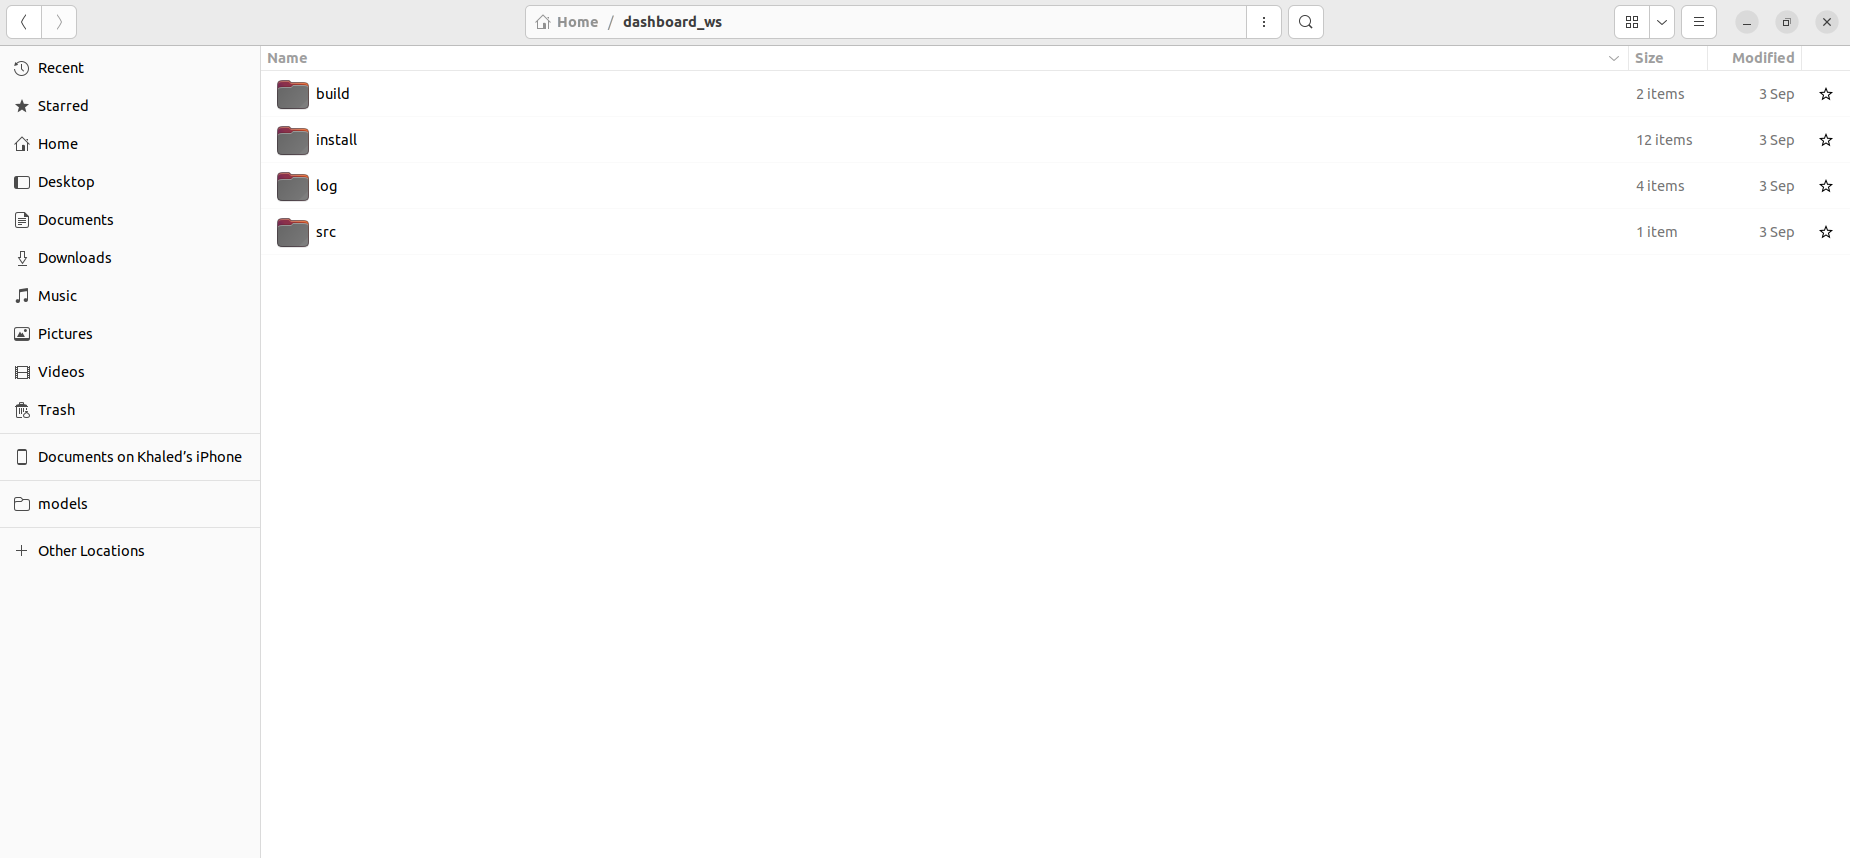 Home / dashboard_ws
Name Size Modified
Recent
Starred
Home
Desktop
Documents
Downloads
Music
Pictures
Videos
Trash
Documents on Khaled’s iPhone
models
+ Other Locations
build 2 items 3 Sep
install 12 items 3 Sep
log 4 items 3 Sep
src 1 item 3 Sep